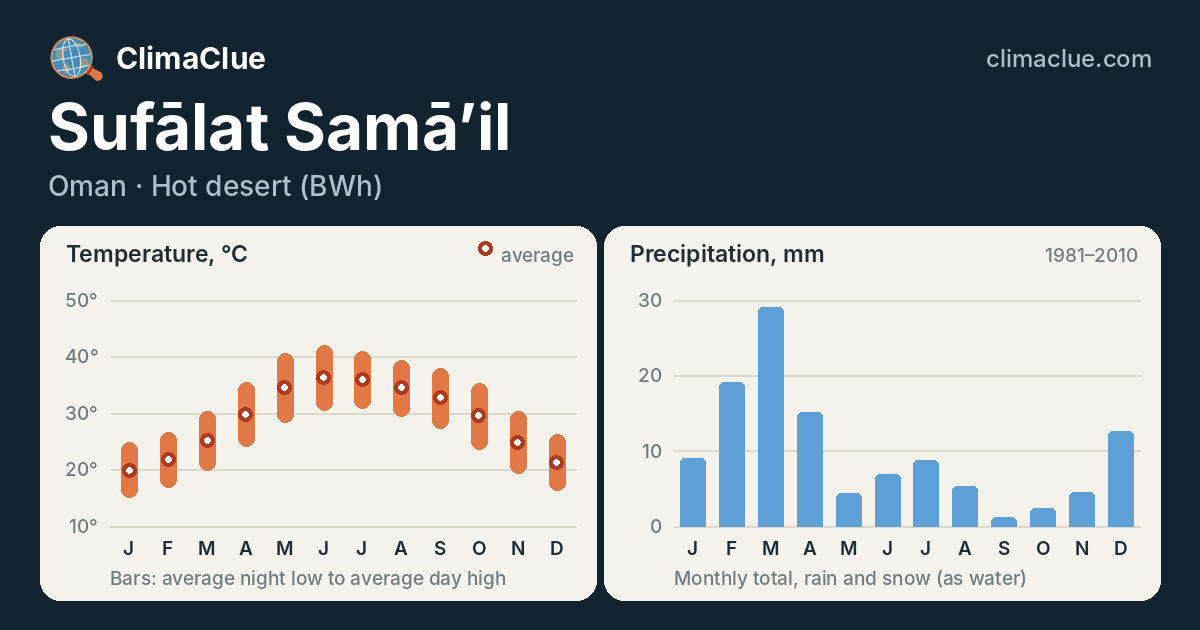 ClimaClue
climaclue.com
Sufālat Samā’il
Oman · Hot desert (BWh)
Temperature, °C
average
50°
40°
30°
20°
10°
J F M A M J J A S O N D
Bars: average night low to average day high
Precipitation, mm
1981–2010
30
20
10
0
J F M A M J J A S O N D
Monthly total, rain and snow (as water)